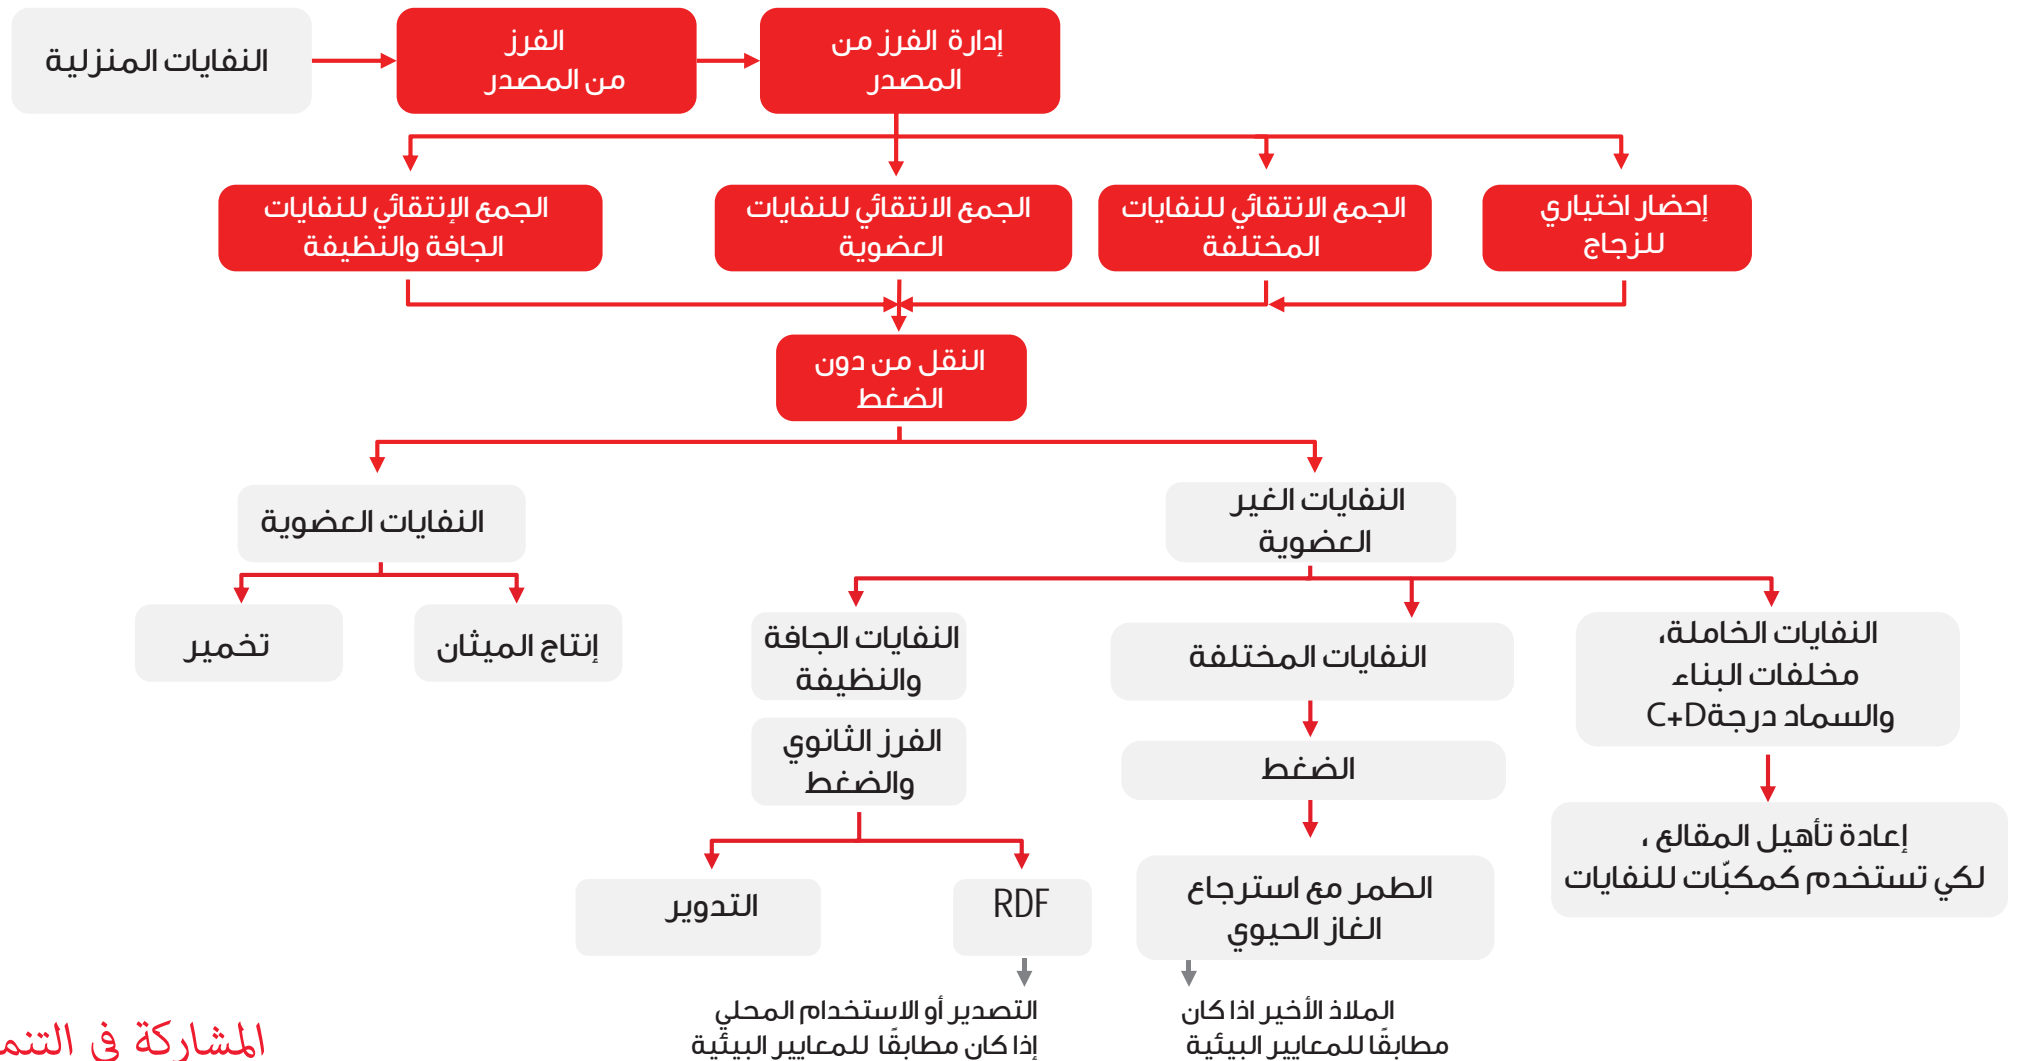 النفايات المنزلية
الفرز
من المصدر
إدارة الفرز من
المصدر
إحضار اختياري
للزجاج
الجمع الانتقائي للنفايات
المختلفة
الجمع الانتقائي للنفايات
العضوية
الجمع الإنتقائي للنفايات
الجافة والنظيفة
النقل من دون
الضغط
النفايات الغير
العضوية
النفايات العضوية
النفايات الخاملة،
مخلفات البناء
والسماد درجةC+D
النفايات المختلفة
النفايات الجافة
والنظيفة
إنتاج الميثان
تخمير
الفرز الثانوي
والضغط
الضغط
إعادة تأهيل المقالع ،
لكي تستخدم كمكبّات للنفايات
الطمر مع استرجاع
الغاز الحيوي
RDF
التدوير
الملاذ الأخير اذا كان
مطابقًا للمعايير البيئية
التصدير أو الاستخدام المحلي
إذا كان مطابقًا للمعايير البيئية
المشاركة في